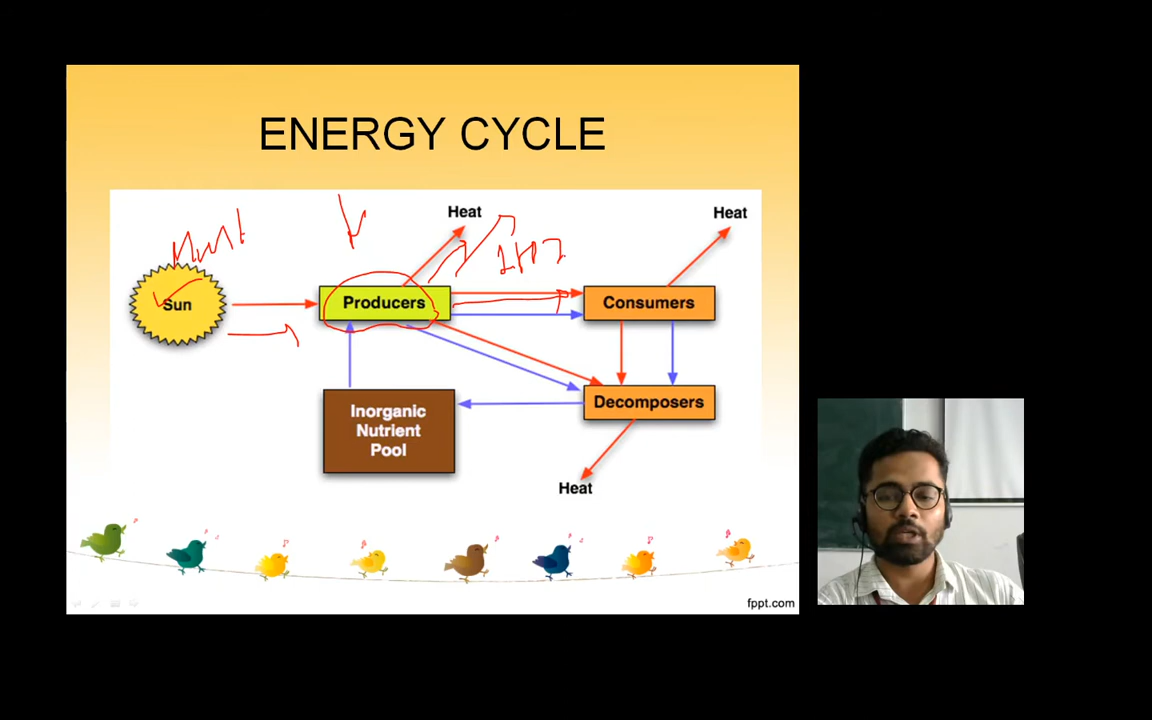 ENERGY CYCLE
Heat
Heat
Sun
Producers
Consumers
Inorganic
Nutrient
Pool
Decomposers
Heat
fppt.com